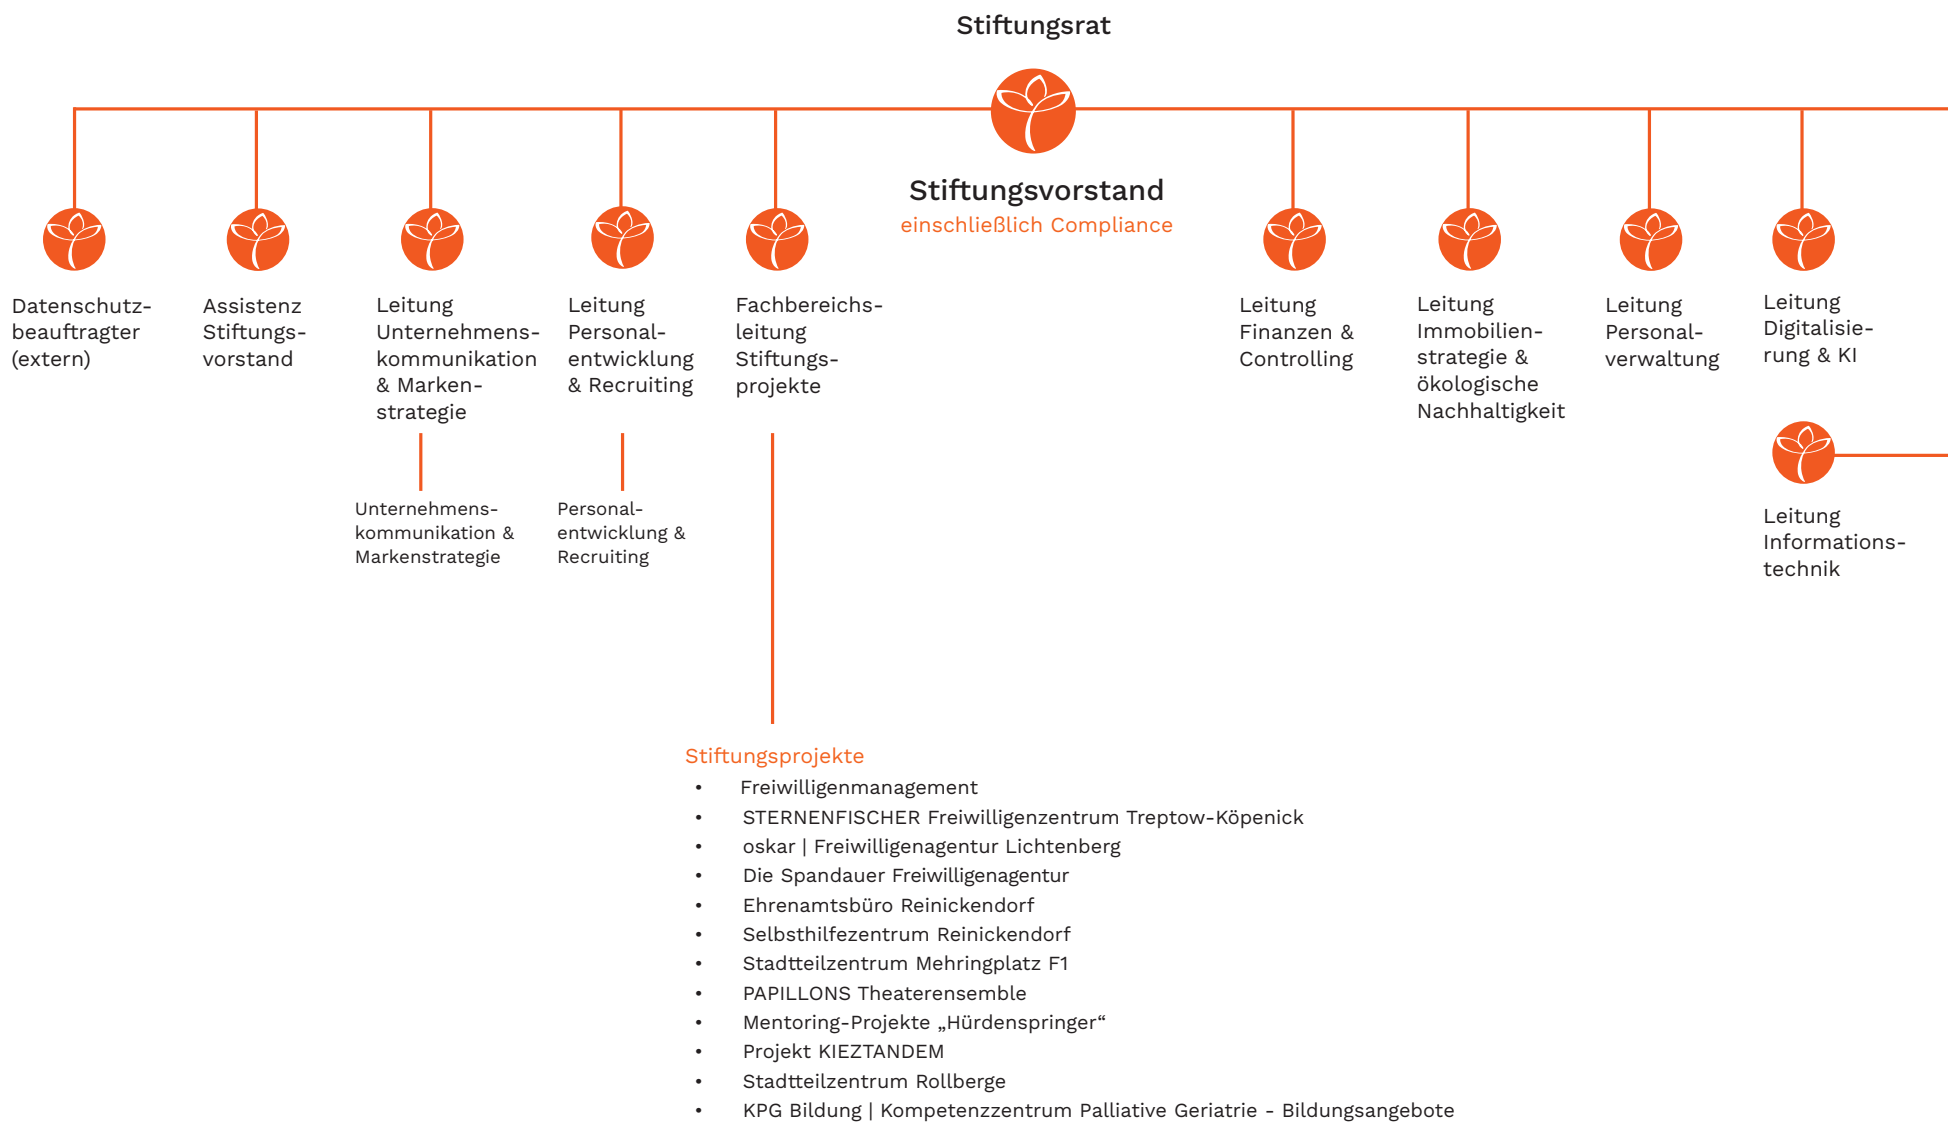 Stiftungsrat
Stiftungsvorstand
einschließlich Compliance
Datenschutz-
beauftragter
(extern)
Assistenz
Stiftungs-
vorstand
Leitung
Unternehmens-
kommunikation
& Marken-
strategie
Leitung
Personal-
entwicklung
& Recruiting
Fachbereichs-
leitung
Stiftungs-
projekte
Leitung
Finanzen &
Controlling
Leitung
Immobilien-
strategie &
ökologische
Nachhaltigkeit
Leitung
Personal-
verwaltung
Leitung
Digitalisie-
rung & KI
Unternehmens-
kommunikation &
Markenstrategie
Personal-
entwicklung &
Recruiting
Leitung
Informations-
technik
Stiftungsprojekte
• Freiwilligenmanagement
• STERNENFISCHER Freiwilligenzentrum Treptow-Köpenick
• oskar | Freiwilligenagentur Lichtenberg
• Die Spandauer Freiwilligenagentur
• Ehrenamtsbüro Reinickendorf
• Selbsthilfezentrum Reinickendorf
• Stadtteilzentrum Mehringplatz F1
• PAPILLONS Theaterensemble
• Mentoring-Projekte „Hürdenspringer“
• Projekt KIEZTANDEM
• Stadtteilzentrum Rollberge
• KPG Bildung | Kompetenzzentrum Palliative Geriatrie - Bildungsangebote